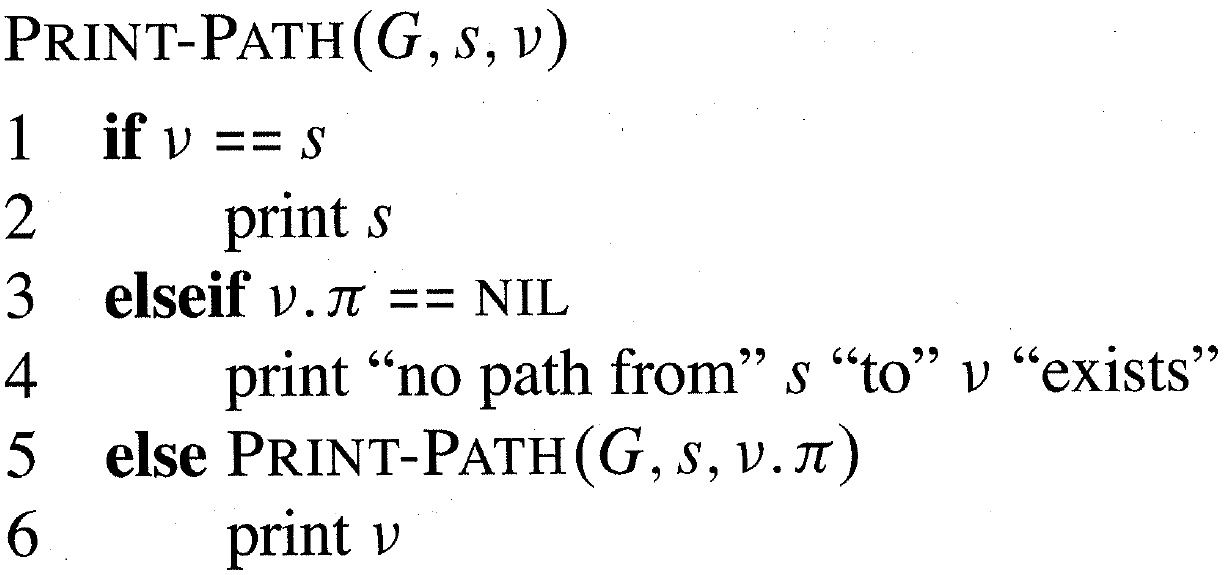 PRINT-PATH(G, s, v)
1 if v == s
2 print s
3 elseif v.π == NIL
4 print “no path from” s “to” v “exists”
5 else PRINT-PATH(G, s, v.π)
6 print v